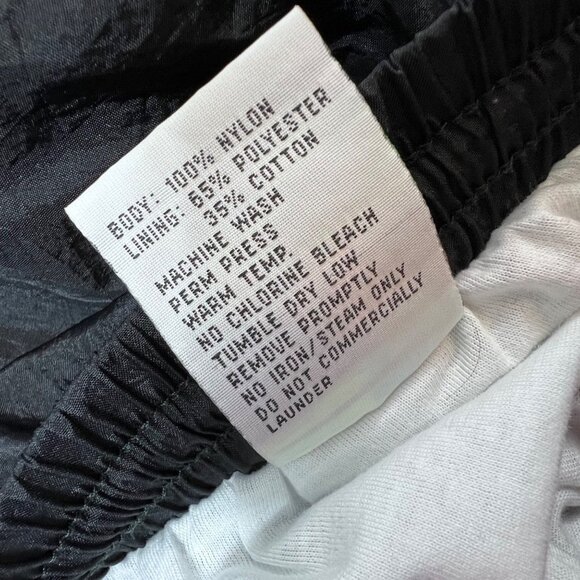 BODY: 100% NYLON
LINING: 65% POLYESTER
35% COTTON
MACHINE WASH
PERM PRESS
WARM TEMP.
NO CHLORINE BLEACH
TUMBLE DRY LOW
REMOVE PROMPTLY
NO IRON/STEAM ONLY
DO NOT COMMERCIALLY
LAUNDER